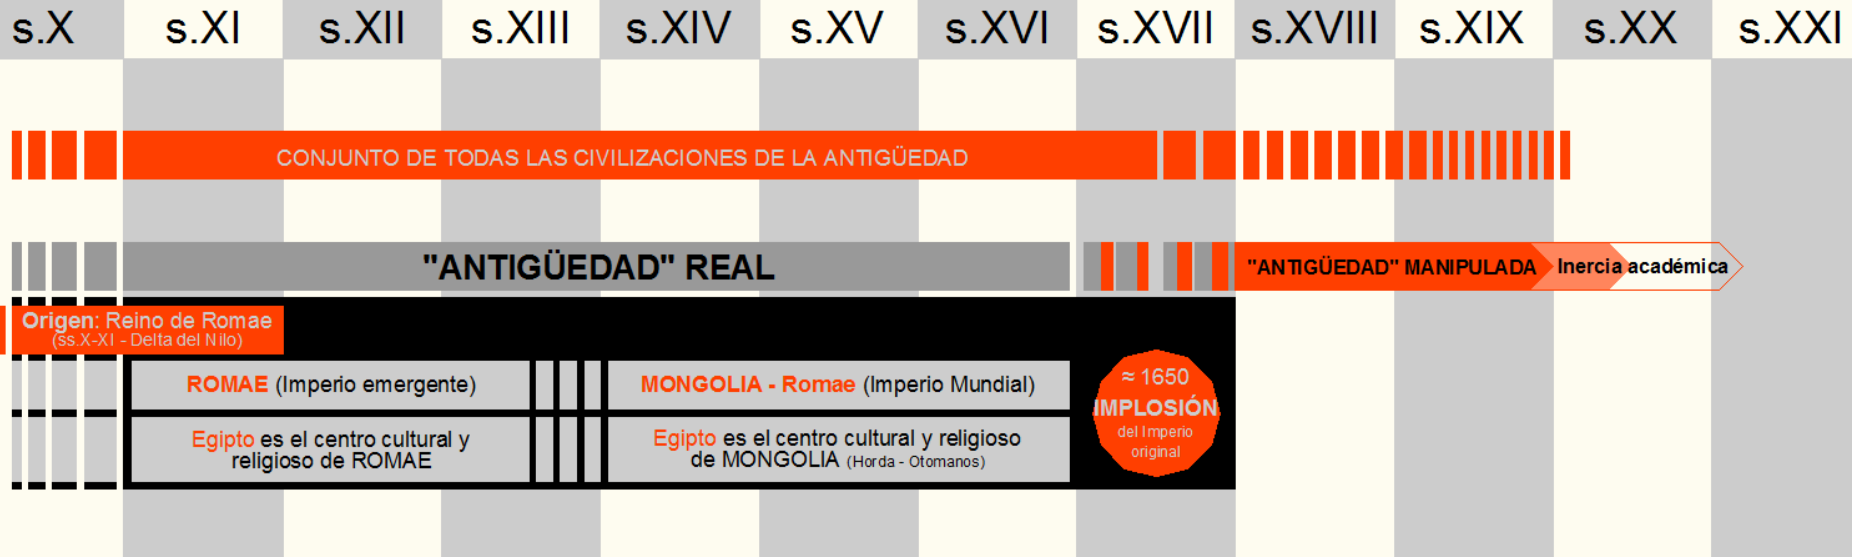 s.X s.XI s.XII s.XIII s.XIV s.XV s.XVI s.XVII s.XVIII s.XIX s.XX s.XXI
CONJUNTO DE TODAS LAS CIVILIZACIONES DE LA ANTIGÜEDAD
"ANTIGÜEDAD" REAL
"ANTIGÜEDAD" MANIPULADA
Inercia académica
Origen: Reino de Romae
(ss.X-XI - Delta del Nilo)
ROMAE (Imperio emergente)
MONGOLIA - Romae (Imperio Mundial)
Egipto es el centro cultural y
religioso de ROMAE
Egipto es el centro cultural y religioso
de MONGOLIA (Horda - Otomanos)
≈ 1650
IMPLOSIÓN
del Imperio
original